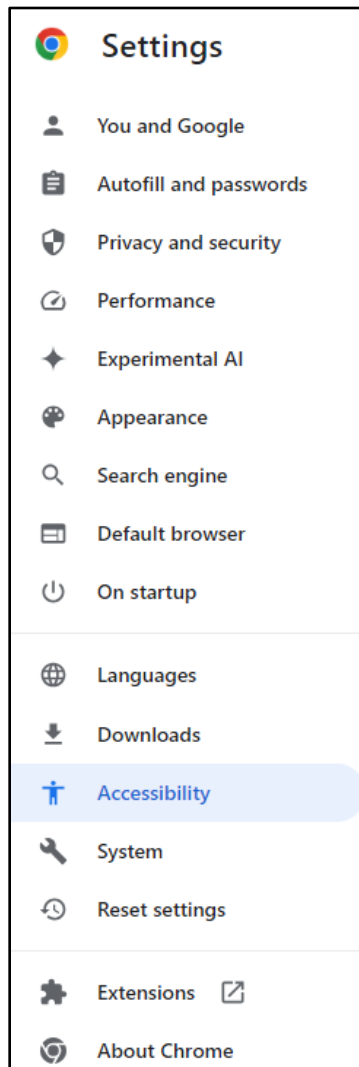 Settings
You and Google
Autofill and passwords
Privacy and security
Performance
Experimental AI
Appearance
Search engine
Default browser
On startup
Languages
Downloads
Accessibility
System
Reset settings
Extensions
About Chrome